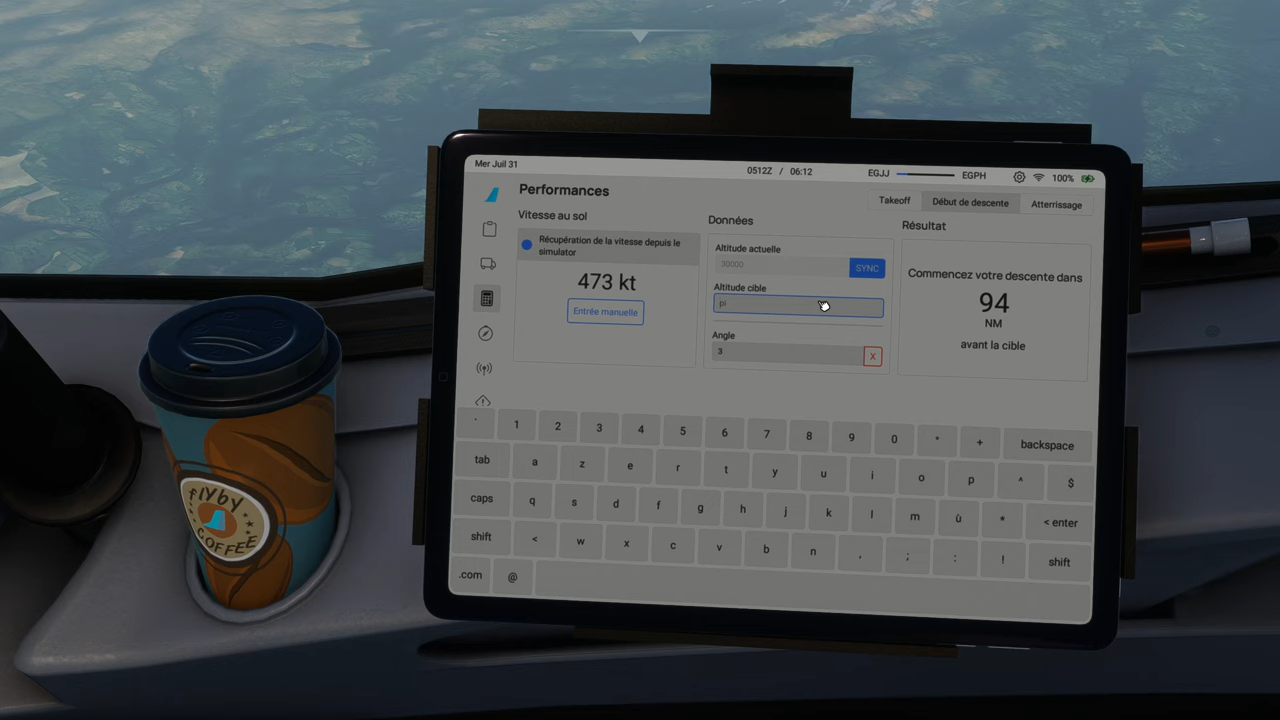 Mer Juil 31
0512Z / 06:12
EGJJ
EGPH
100%
Performances
Takeoff
Début de descente
Atterrissage
Vitesse au sol
Récupération de la vitesse depuis le
simulator
473 kt
Entrée manuelle
Données
Altitude actuelle
30000
SYNC
Altitude cible
pi
Angle
3
X
Résultat
Commencez votre descente dans
94
NM
avant la cible
` 1 2 3 4 5 6 7 8 9 0 ° + backspace
tab a z e r t y u i o p ^ $
caps q s d f g h j k l m ù * < enter
shift < w x c v b n , ; : ! shift
.com @
flyby
COFFEE